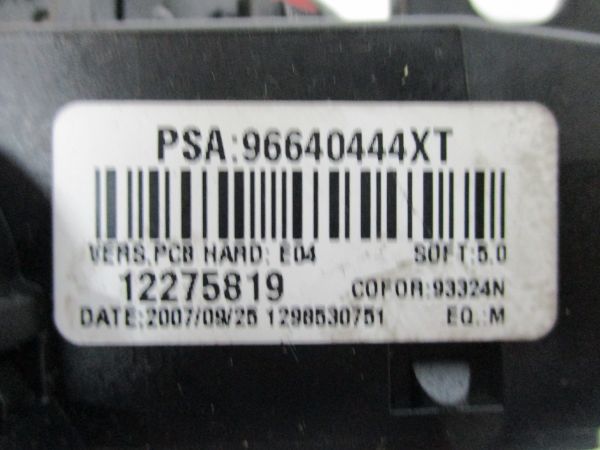 PSA:96640444XT
VERS.PCB HARD: E04 SOFT:5.0
12275819 COFOR:93324N
DATE:2007/09/25 1298530751 EQ.:M